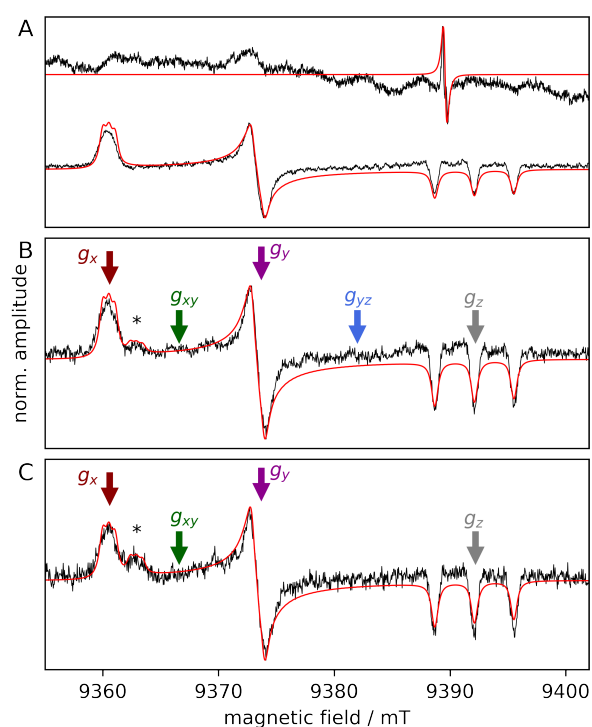 A
B
g_x
g_y
g_xy
*
g_yz
g_z
norm. amplitude
C
g_x
g_y
g_xy
*
g_z
9360 9370 9380 9390 9400
magnetic field / mT